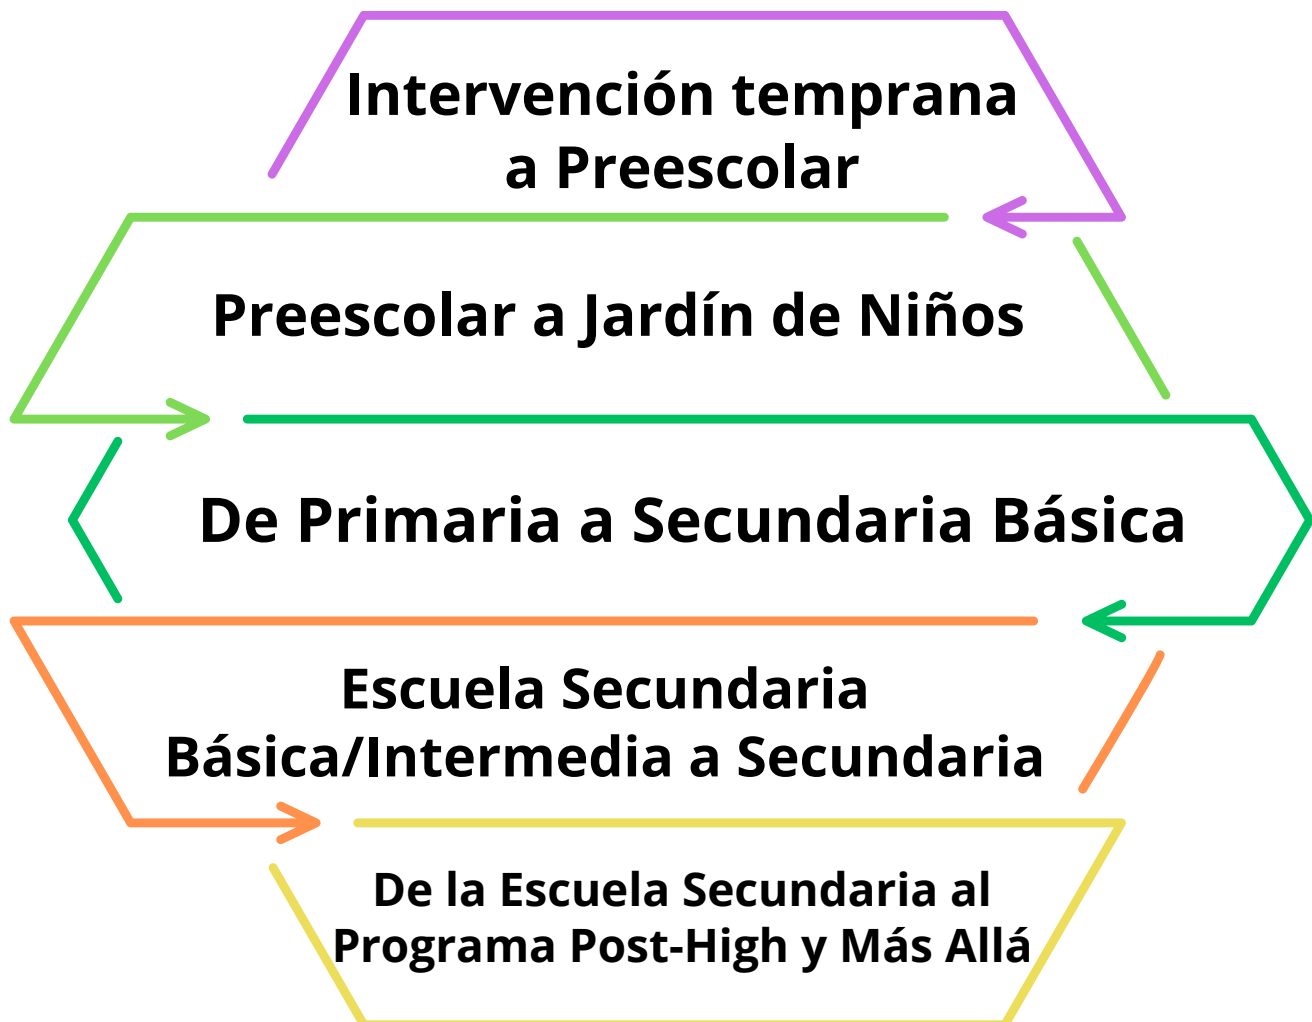 Intervención temprana
a Preescolar
Preescolar a Jardín de Niños
De Primaria a Secundaria Básica
Escuela Secundaria
Básica/Intermedia a Secundaria
De la Escuela Secundaria al
Programa Post-High y Más Allá